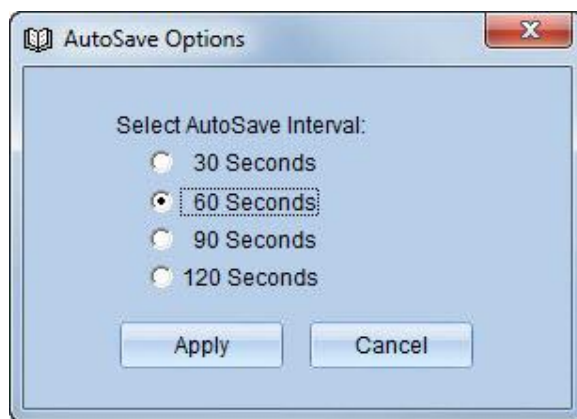 AutoSave Options
Select AutoSave Interval:
30 Seconds
60 Seconds
90 Seconds
120 Seconds
Apply Cancel